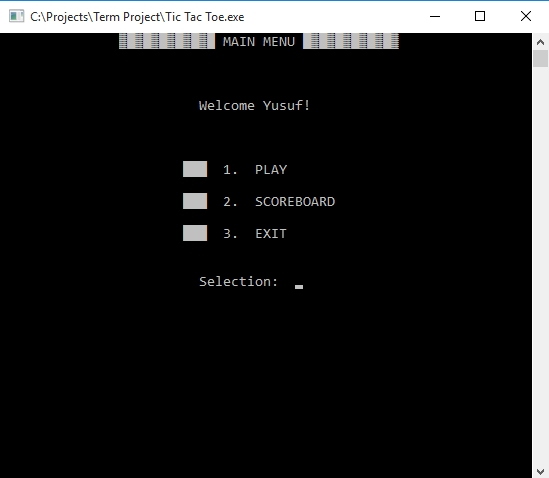 C:\Projects\Term Project\Tic Tac Toe.exe
MAIN MENU
Welcome Yusuf!
1. PLAY
2. SCOREBOARD
3. EXIT
Selection: